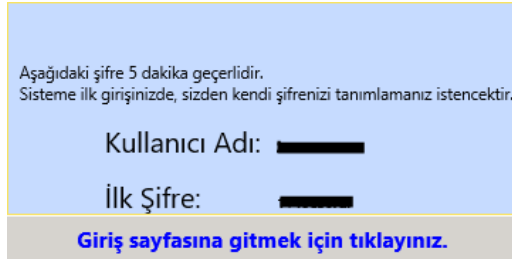 Aşağıdaki şifre 5 dakika geçerlidir.
Sisteme ilk girişinizde, sizden kendi şifrenizi tanımlamanız istencektir.
Kullanıcı Adı:
İlk Şifre:
Giriş sayfasına gitmek için tıklayınız.